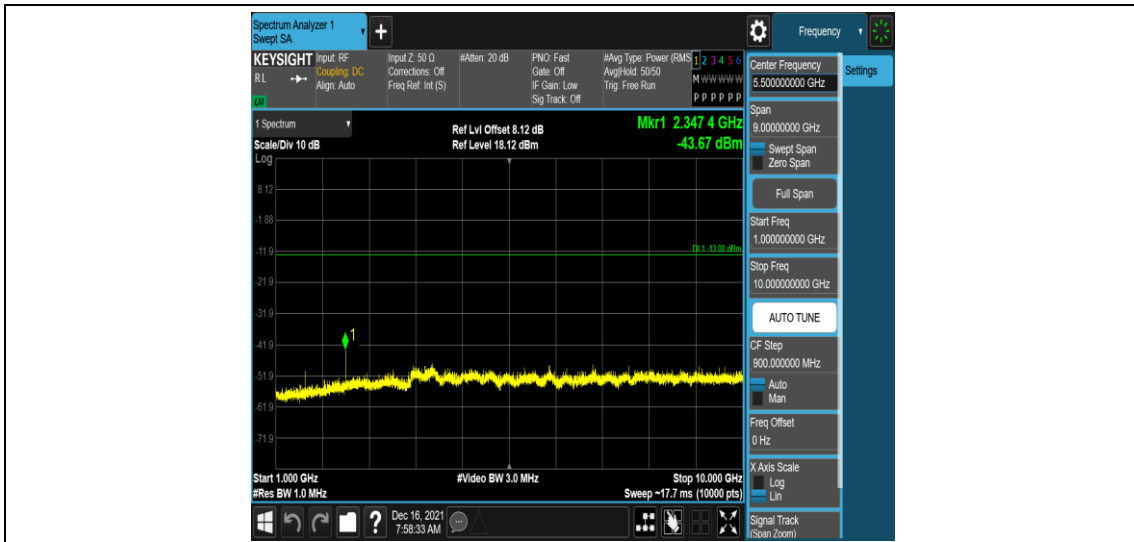 Spectrum Analyzer 1
Swept SA
+
Frequency
KEYSIGHT
RL
LXI
Input: RF
Coupling: DC
Align: Auto
Input Z: 50 Ω
Corrections: Off
Freq Ref: Int (S)
#Atten: 20 dB
PNO: Fast
Gate: Off
IF Gain: Low
Sig Track: Off
#Avg Type: Power (RMS
Avg|Hold: 50/50
Trig: Free Run
1 2 3 4 5 6
M W W W W W
P P P P P P
Center Frequency
5.500000000 GHz
Settings
1 Spectrum
Scale/Div 10 dB
Ref Lvl Offset 8.12 dB
Ref Level 18.12 dBm
Mkr1 2.347 4 GHz
-43.67 dBm
Log
8.12
-1.88
-11.9
-21.9
-31.9
-41.9
-51.9
-61.9
-71.9
DL1 -13.00 dBm
1
Start 1.000 GHz
#Res BW 1.0 MHz
#Video BW 3.0 MHz
Stop 10.000 GHz
Sweep ~17.7 ms (10000 pts)
Span
9.00000000 GHz
Swept Span
Zero Span
Full Span
Start Freq
1.000000000 GHz
Stop Freq
10.000000000 GHz
AUTO TUNE
CF Step
900.000000 MHz
Auto
Man
Freq Offset
0 Hz
X Axis Scale
Log
Lin
Signal Track
(Span Zoom)
?
Dec 16, 2021
7:58:33 AM